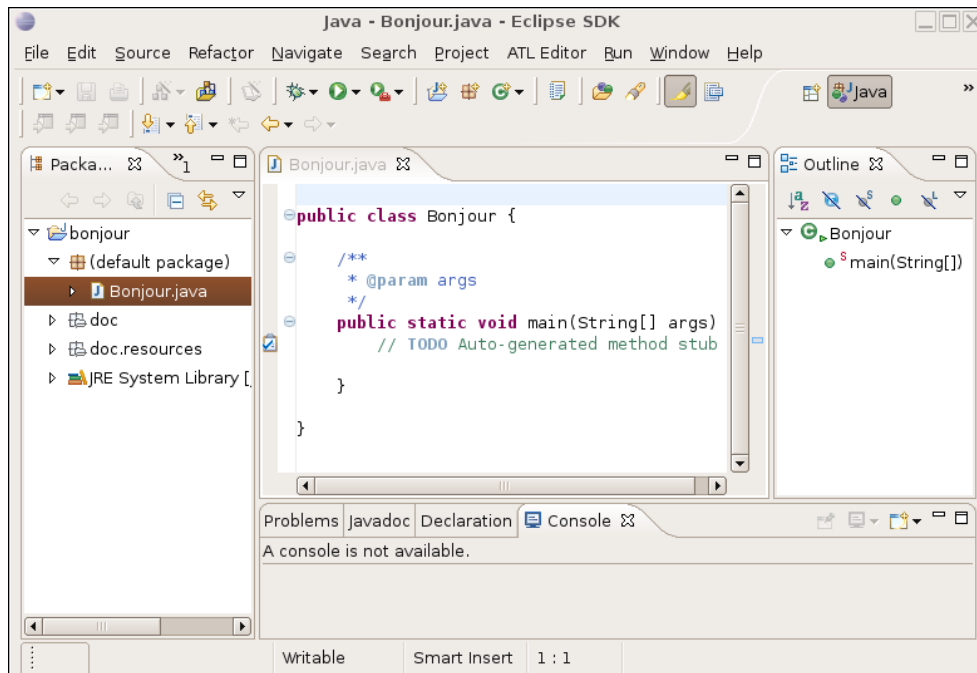 Java - Bonjour.java - Eclipse SDK
File Edit Source Refactor Navigate Search Project ATL Editor Run Window Help
Java »
Packa... »1
Bonjour.java
Outline
bonjour
(default package)
Bonjour.java
doc
doc.resources
JRE System Library [
public class Bonjour {
/**
* @param args
*/
public static void main(String[] args)
// TODO Auto-generated method stub
}
}
Bonjour
S main(String[])
Problems Javadoc Declaration Console
A console is not available.
Writable Smart Insert 1 : 1